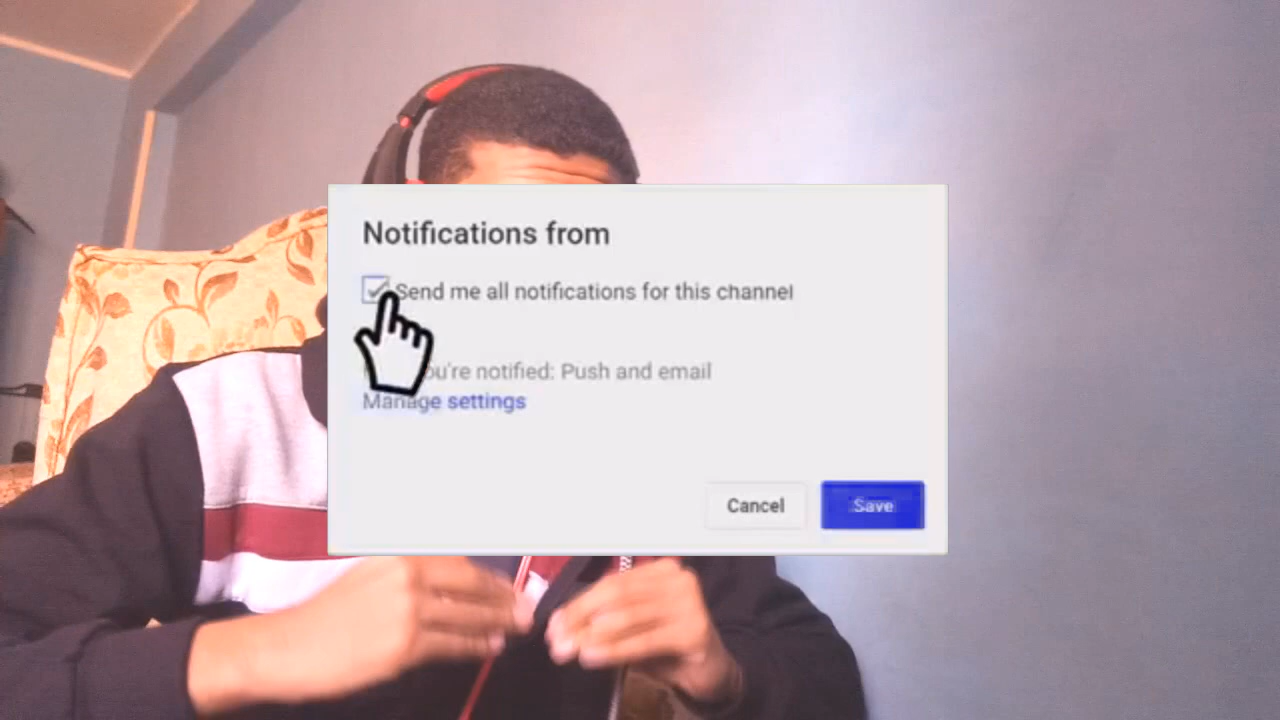 Notifications from
Send me all notifications for this channel
you're notified: Push and email
Manage settings
Cancel
Save